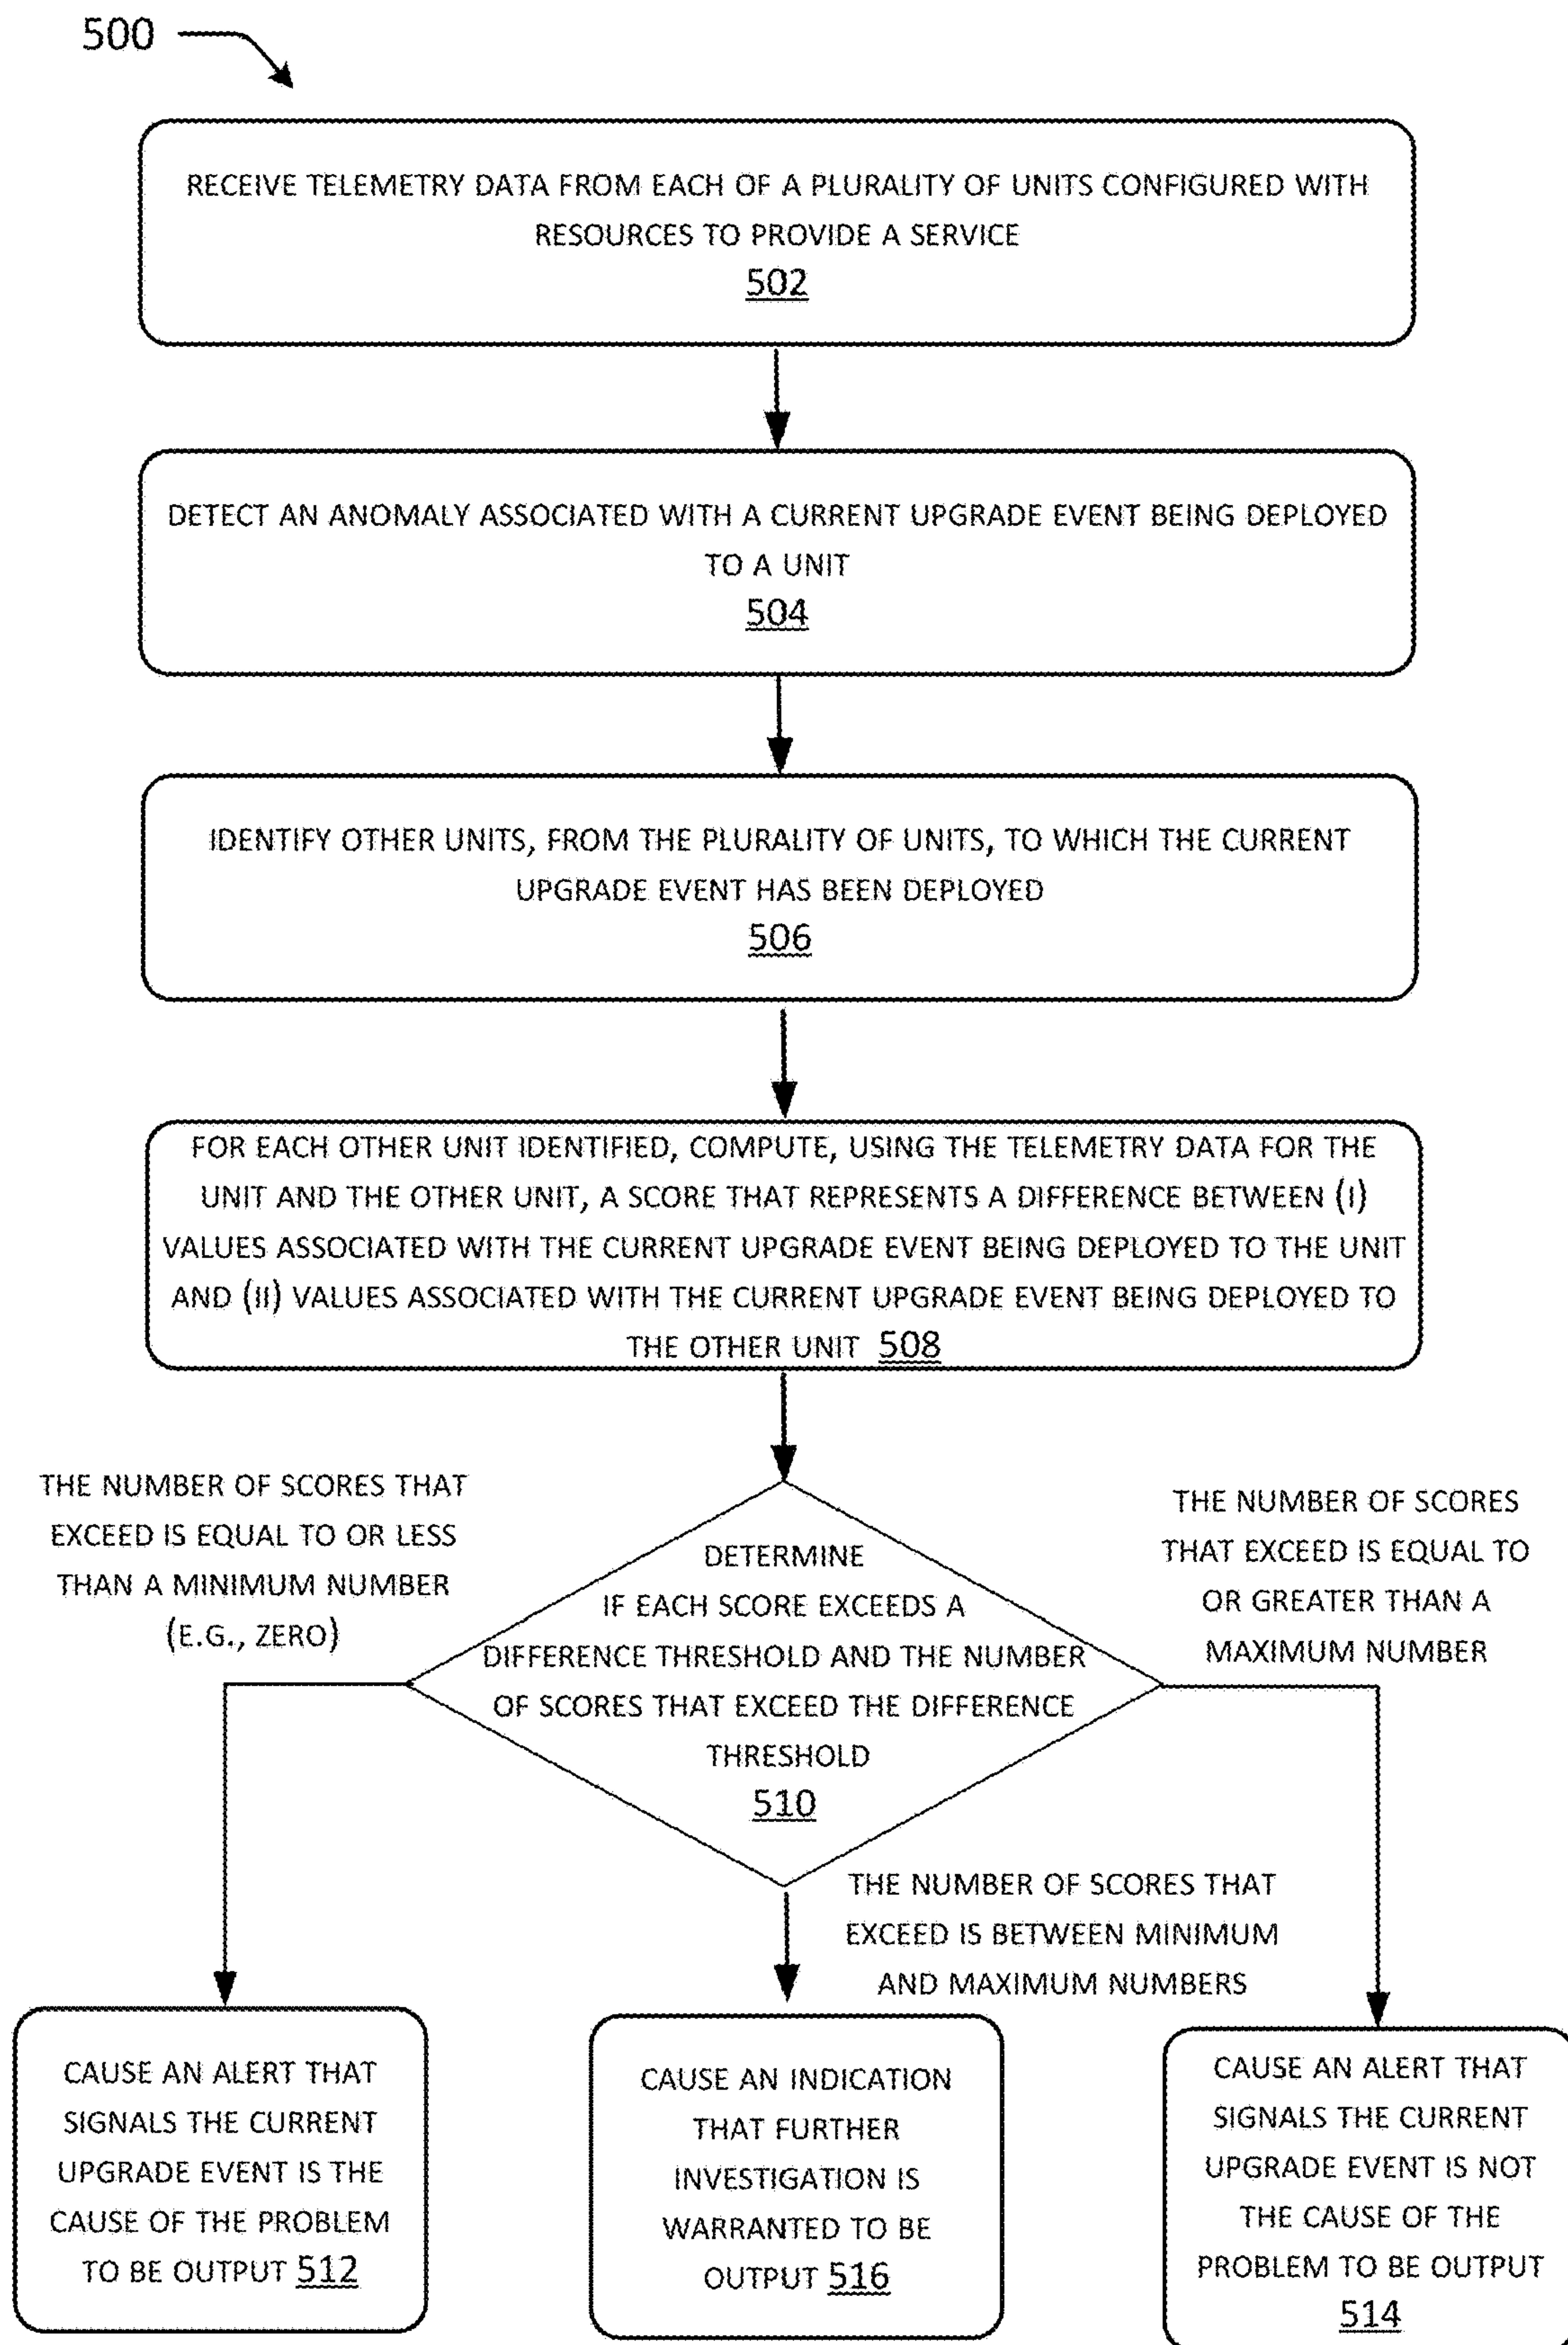 500
RECEIVE TELEMETRY DATA FROM EACH OF A PLURALITY OF UNITS CONFIGURED WITH
RESOURCES TO PROVIDE A SERVICE
502
DETECT AN ANOMALY ASSOCIATED WITH A CURRENT UPGRADE EVENT BEING DEPLOYED
TO A UNIT
504
IDENTIFY OTHER UNITS, FROM THE PLURALITY OF UNITS, TO WHICH THE CURRENT
UPGRADE EVENT HAS BEEN DEPLOYED
506
FOR EACH OTHER UNIT IDENTIFIED, COMPUTE, USING THE TELEMETRY DATA FOR THE
UNIT AND THE OTHER UNIT, A SCORE THAT REPRESENTS A DIFFERENCE BETWEEN (I)
VALUES ASSOCIATED WITH THE CURRENT UPGRADE EVENT BEING DEPLOYED TO THE UNIT
AND (II) VALUES ASSOCIATED WITH THE CURRENT UPGRADE EVENT BEING DEPLOYED TO
THE OTHER UNIT 508
THE NUMBER OF SCORES THAT
EXCEED IS EQUAL TO OR LESS
THAN A MINIMUM NUMBER
(E.G., ZERO)
DETERMINE
IF EACH SCORE EXCEEDS A
DIFFERENCE THRESHOLD AND THE NUMBER
OF SCORES THAT EXCEED THE DIFFERENCE
THRESHOLD
510
THE NUMBER OF SCORES
THAT EXCEED IS EQUAL TO
OR GREATER THAN A
MAXIMUM NUMBER
THE NUMBER OF SCORES THAT
EXCEED IS BETWEEN MINIMUM
AND MAXIMUM NUMBERS
CAUSE AN ALERT THAT
SIGNALS THE CURRENT
UPGRADE EVENT IS THE
CAUSE OF THE PROBLEM
TO BE OUTPUT 512
CAUSE AN INDICATION
THAT FURTHER
INVESTIGATION IS
WARRANTED TO BE
OUTPUT 516
CAUSE AN ALERT THAT
SIGNALS THE CURRENT
UPGRADE EVENT IS NOT
THE CAUSE OF THE
PROBLEM TO BE OUTPUT
514